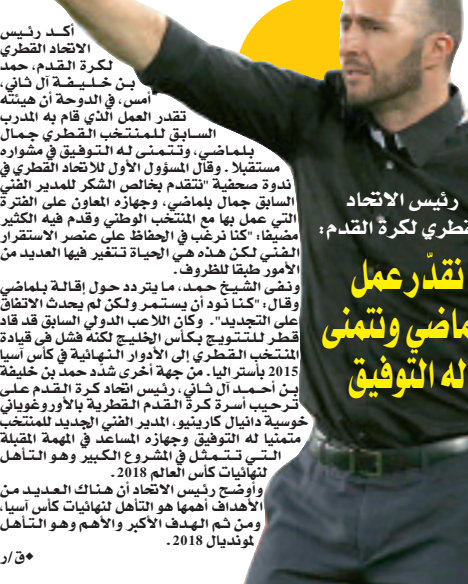 أكد رئيس
الاتحاد القطري
لكرة القدم، حمد
بن خليفة آل ثاني،
أمس، في الدوحة أن هيئته
تقدر العمل الذي قام به المدرب
السابق للمنتخب القطري جمال
بلماضي، وتتمنى له التوفيق في مشواره
مستقبلا . وقال المسؤول الأول للاتحاد القطري في
ندوة صحفية "نتقدم بخالص الشكر للمدير الفني
السابق جمال بلماضي، وجهازه المعاون على الفترة
التي عمل بها مع المنتخب الوطني وقدم فيه الكثير
مضيفا: "كنا نرغب في الحفاظ على عنصر الاستقرار
الفني لكن هذه هي الحياة تتغير فيها العديد من
الأمور طبقا للظروف .
ونفى الشيخ حمد، ما يتردد حول إقالة بلماضي
وقال: "كنا نود أن يستمر ولكن لم يحدث الاتفاق
على التجديد" . وكان اللاعب الدولي السابق قد قاد
قطر للتتويج بكأس الخليج لكنه فشل في قيادة
المنتخب القطري إلى الأدوار النهائية في كأس آسيا
2015 بأستراليا . من جهة أخرى شدّد حمد بن خليفة
بن أحمد آل ثاني، رئيس اتحاد كرة القدم على
ترحيب أسرة كرة القدم القطرية بالأوروغوياني
خوسية دانيال كارينيو، المدير الفني الجديد للمنتخب
متمنيا له التوفيق وجهازه المساعد في المهمة المقبلة
التي تتمثل في المشروع الكبير وهو التأهل
لنهائيات كأس العالم 2018 .
وأوضح رئيس الاتحاد أن هناك العديد من
الأهداف أهمها هو التأهل لنهائيات كأس آسيا،
ومن ثم الهدف الأكبر والأهم وهو التأهل
لمونديال 2018 .
ق/ر
رئيس الاتحاد
قطري لكرة القدم:
نقدّر عمل
ماضي ونتمنى
له التوفيق